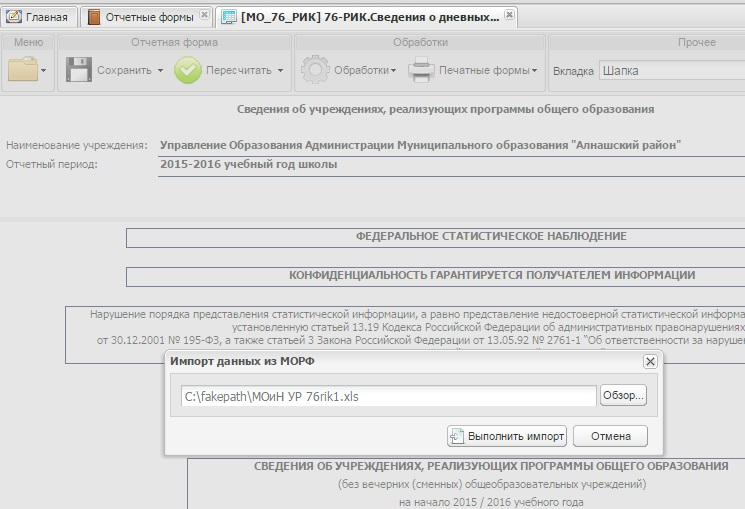 Главная
Отчетные формы
[МО_76_РИК] 76-РИК.Сведения о дневных...
Меню
Отчетная форма
Обработки
Прочее
Сохранить
Пересчитать
Обработки
Печатные формы
Вкладка
Шапка
Сведения об учреждениях, реализующих программы общего образования
Наименование учреждения: Управление Образования Администрации Муниципального образования "Алнашский район"
Отчетный период: 2015-2016 учебный год школы
ФЕДЕРАЛЬНОЕ СТАТИСТИЧЕСКОЕ НАБЛЮДЕНИЕ
КОНФИДЕНЦИАЛЬНОСТЬ ГАРАНТИРУЕТСЯ ПОЛУЧАТЕЛЕМ ИНФОРМАЦИИ
Нарушение порядка представления статистической информации, а равно представление недостоверной статистической информа
установленную статьей 13.19 Кодекса Российской Федерации об административных правонарушениях
от 30.12.2001 № 195-ФЗ, а также статьей 3 Закона Российской Федерации от 13.05.92 № 2761-1 "Об ответственности за наруше
Импорт данных из МОРФ
C:\fakepath\МОиН УР 76rik1.xls
Обзор...
Выполнить импорт
Отмена
СВЕДЕНИЯ ОБ УЧРЕЖДЕНИЯХ, РЕАЛИЗУЮЩИХ ПРОГРАММЫ ОБЩЕГО ОБРАЗОВАНИЯ
(без вечерних (сменных) общеобразовательных учреждений)
на начало 2015 / 2016 учебного года